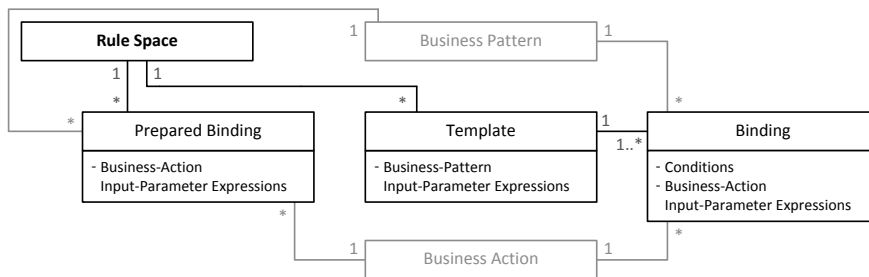 1
Business Pattern
1
Rule Space
1
1
*
*
*
*
Prepared Binding
- Business-Action
Input-Parameter Expressions
Template
- Business-Pattern
Input-Parameter Expressions
1
1..*
Binding
- Conditions
- Business-Action
Input-Parameter Expressions
*
*
1
Business Action
1